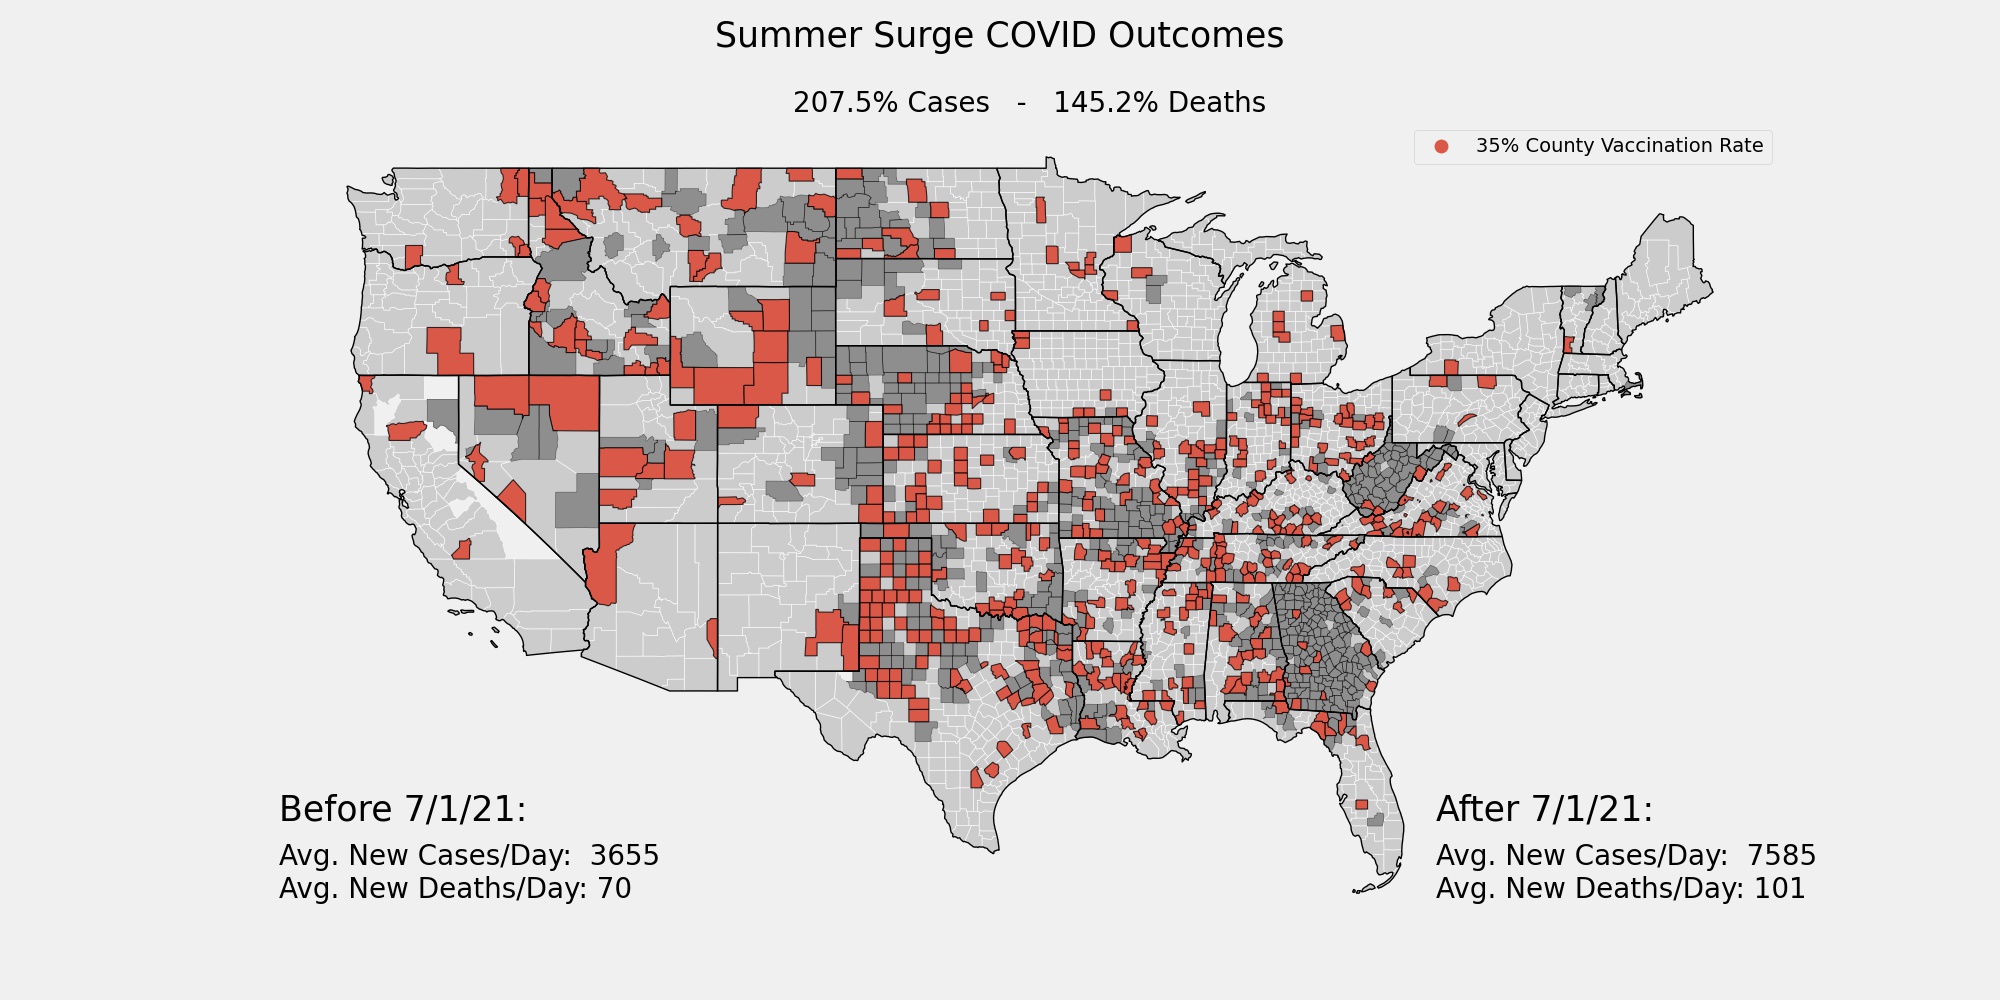 Summer Surge COVID Outcomes
207.5% Cases - 145.2% Deaths
35% County Vaccination Rate
Before 7/1/21:
Avg. New Cases/Day: 3655
Avg. New Deaths/Day: 70
After 7/1/21:
Avg. New Cases/Day: 7585
Avg. New Deaths/Day: 101